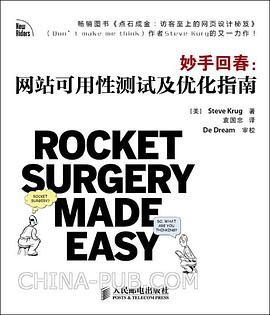 New
Riders
畅销图书《点石成金：访客至上的网页设计秘笈》
(Don't make me think) 作者Steve Krug的又一力作！
妙手回春：
网站可用性测试及优化指南
[美] Steve Krug 著
袁国忠 译
De Dream 审校
ROCKET
SURGERY
MADE
EASY
ROCKET
SURGERY?
SO, WHAT
ARE YOU
THINKING?
CHINA-PUB.COM
人民邮电出版社
POSTS & TELECOM PRESS